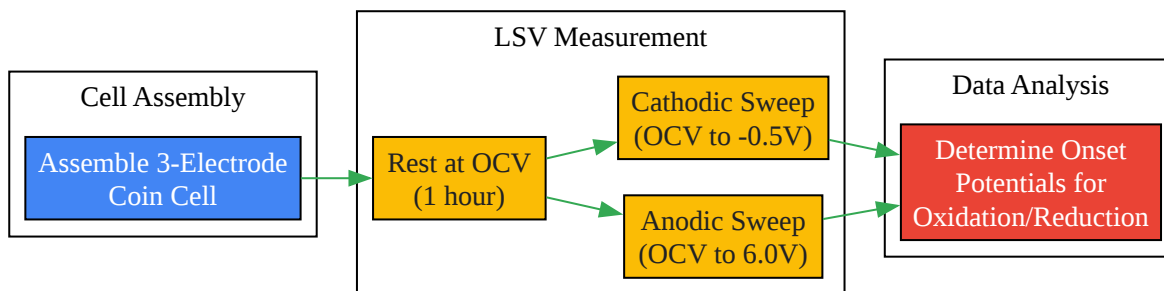 Cell Assembly
Assemble 3-Electrode
Coin Cell
LSV Measurement
Rest at OCV
(1 hour)
Cathodic Sweep
(OCV to -0.5V)
Anodic Sweep
(OCV to 6.0V)
Data Analysis
Determine Onset
Potentials for
Oxidation/Reduction